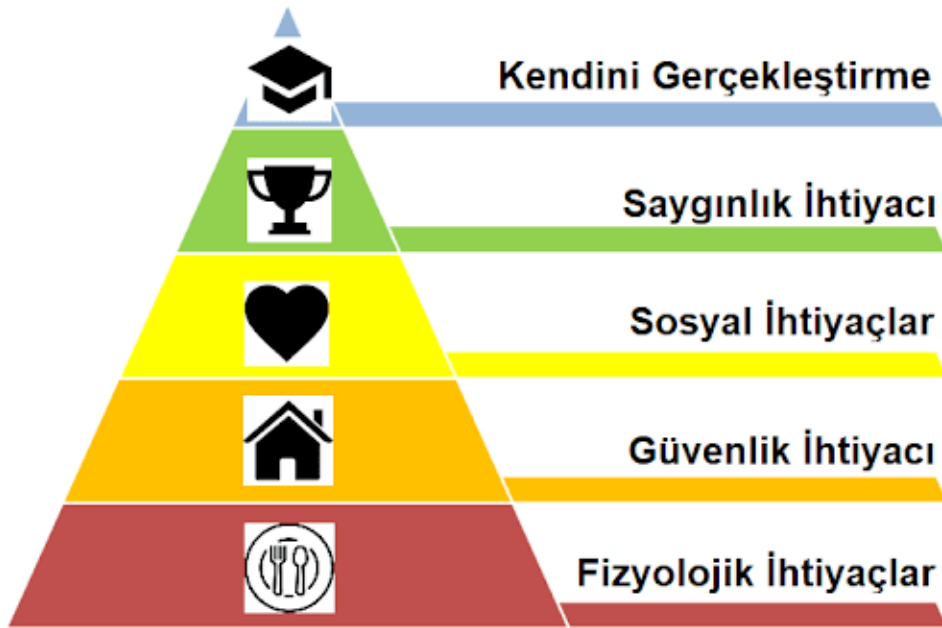 Kendini Gerçekleştirme
Saygınlık İhtiyacı
Sosyal İhtiyaçlar
Güvenlik İhtiyacı
Fizyolojik İhtiyaçlar